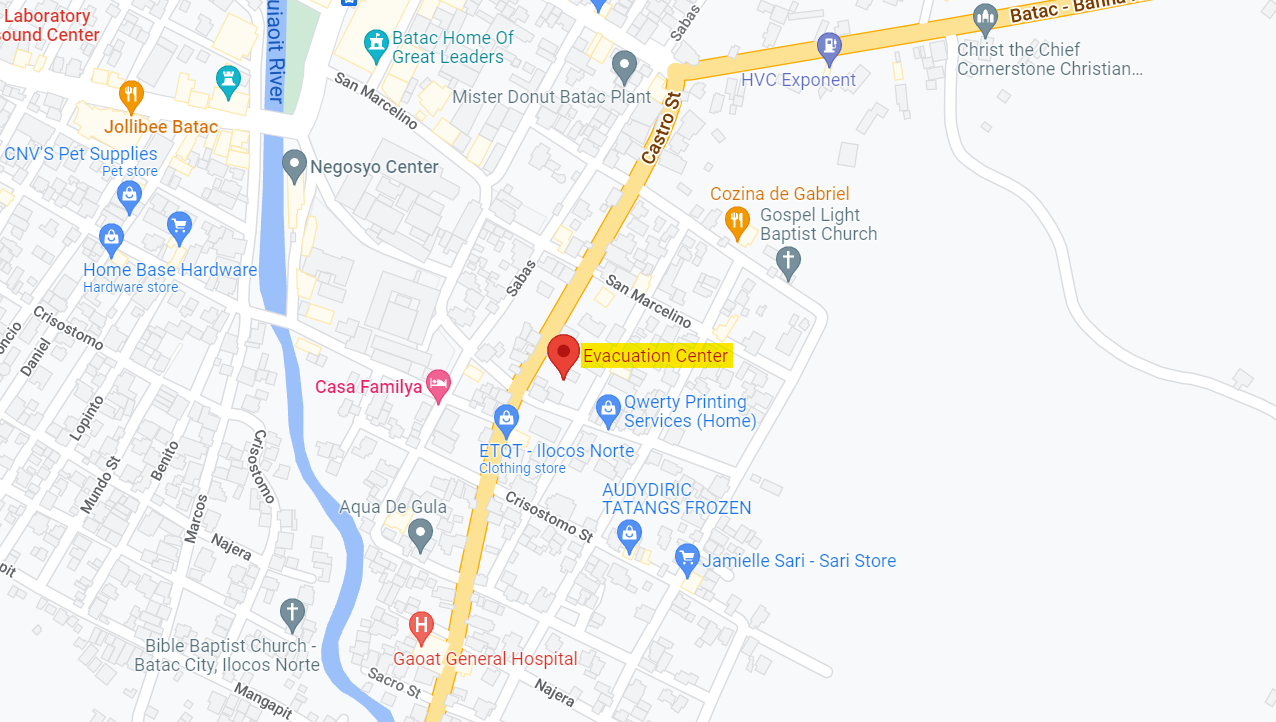 Laboratory
ound Center
uiaoit River
Batac Home Of
Great Leaders
Sabas
Batac - Banna
Christ the Chief
Cornerstone Christian...
HVC Exponent
Mister Donut Batac Plant
San Marcelino
Jollibee Batac
Castro St
CNV'S Pet Supplies
Pet store
Negosyo Center
Cozina de Gabriel
Gospel Light
Baptist Church
Home Base Hardware
Hardware store
Sabas
San Marcelino
Crisostomo
Daniel
Evacuation Center
Casa Familya
Qwerty Printing
Services (Home)
Lopinto
ETQT - Ilocos Norte
Clothing store
Crisostomo
Benito
Mundo St
Marcos
AUDYDIRIC
TATANGS FROZEN
Aqua De Gula
Crisostomo St
Najera
Jamielle Sari - Sari Store
H
Bible Baptist Church -
Batac City, Ilocos Norte
Gaoat General Hospital
Sacro St
Mangapit
Najera